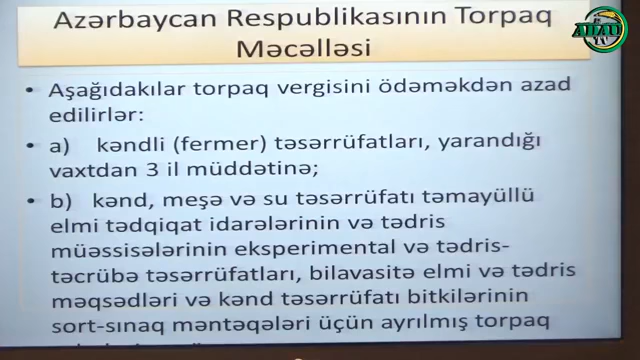 Azərbaycan Respublikasının Torpaq
Məcəlləsi
ADAU
TV
• Aşağıdakılar torpaq vergisini ödəməkdən azad
edilirlər:
• a) kəndli (fermer) təsərrüfatları, yarandığı
vaxtdan 3 il müddətinə;
• b) kənd, meşə və su təsərrüfatı təmayüllü
elmi tədqiqat idarələrinin və tədris
müəssisələrinin eksperimental və tədris-
təcrübə təsərrüfatları, bilavasitə elmi və tədris
məqsədləri və kənd təsərrüfatı bitkilərinin
sort-sınaq məntəqələri üçün ayrılmış torpaq